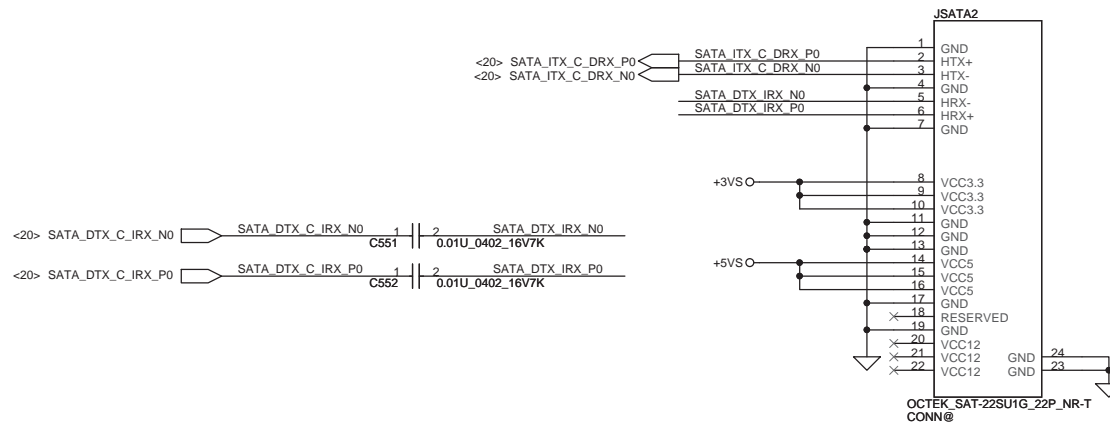 JSATA2
1 GND
<20> SATA_ITX_C_DRX_P0 SATA_ITX_C_DRX_P0 2 HTX+
<20> SATA_ITX_C_DRX_N0 SATA_ITX_C_DRX_N0 3 HTX-
4 GND
SATA_DTX_IRX_N0 5 HRX-
SATA_DTX_IRX_P0 6 HRX+
7 GND
+3VS 8 VCC3.3
9 VCC3.3
10 VCC3.3
11 GND
<20> SATA_DTX_C_IRX_N0 SATA_DTX_C_IRX_N0 1 2 SATA_DTX_IRX_N0 12 GND
C551 0.01U_0402_16V7K 13 GND
+5VS 14 VCC5
<20> SATA_DTX_C_IRX_P0 SATA_DTX_C_IRX_P0 1 2 SATA_DTX_IRX_P0 15 VCC5
C552 0.01U_0402_16V7K 16 VCC5
17 GND
18 RESERVED
19 GND
20 VCC12
21 VCC12 GND 24
22 VCC12 GND 23
OCTEK_SAT-22SU1G_22P_NR-T
CONN@